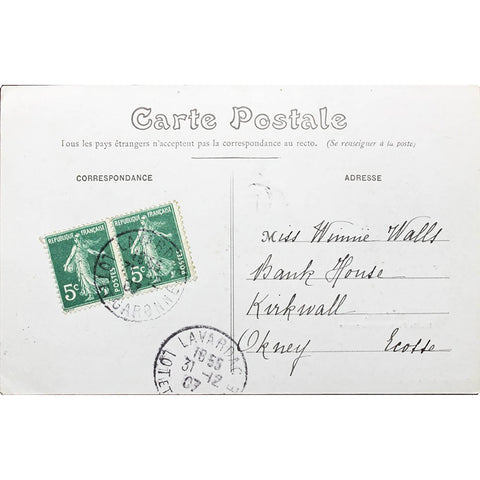 Carte Postale
Tous les pays étrangers n'acceptent pas la correspondance au recto. (Se renseigner à la poste)
CORRESPONDANCE
ADRESSE
REPUBLIQUE FRANÇAISE
5c
POSTES
REPUBLIQUE FRANÇAISE
5c
POSTES
GARONNE
Miss Winnie Walls
Bank House
Kirkwall
Okney Ecosse
LAVARDAC
18 55
31 -12
07
LOT-ET